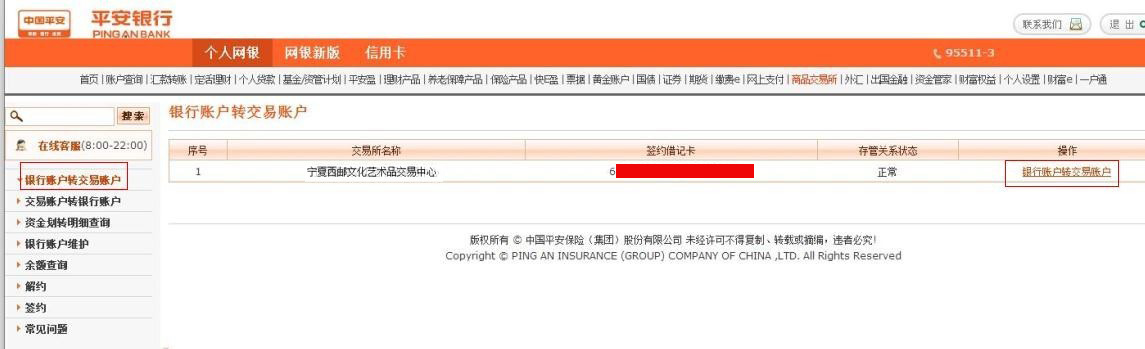 中国平安
保险·银行·投资
平安银行
PING AN BANK
联系我们
退 出
个人网银 网银新版 信用卡
95511-3
首页|账户查询|汇款转账|定活理财|个人贷款|基金/资管计划|平安盈|理财产品|养老保障产品|保险产品|快E盈|票据|黄金账户|国债|证券|期货|缴费e|网上支付|商品交易所|外汇|出国金融|资金管家|财富权益|个人设置|财富e|一户通
搜索
在线客服(8:00-22:00)
银行账户转交易账户
交易账户转银行账户
资金划转明细查询
银行账户维护
余额查询
解约
签约
常见问题
银行账户转交易账户
序号 交易所名称 签约借记卡 存管关系状态 操作
1 宁夏西邮文化艺术品交易中心 6 正常 银行账户转交易账户
版权所有 © 中国平安保险（集团）股份有限公司 未经许可不得复制、转载或摘编，违者必究!
Copyright © PING AN INSURANCE (GROUP) COMPANY OF CHINA ,LTD. All Rights Reserved